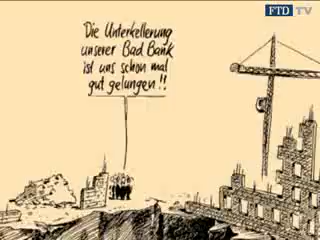 FTD TV
Die Unterkellerung
unserer Bad Bank
ist uns schon mal
gut gelungen!!